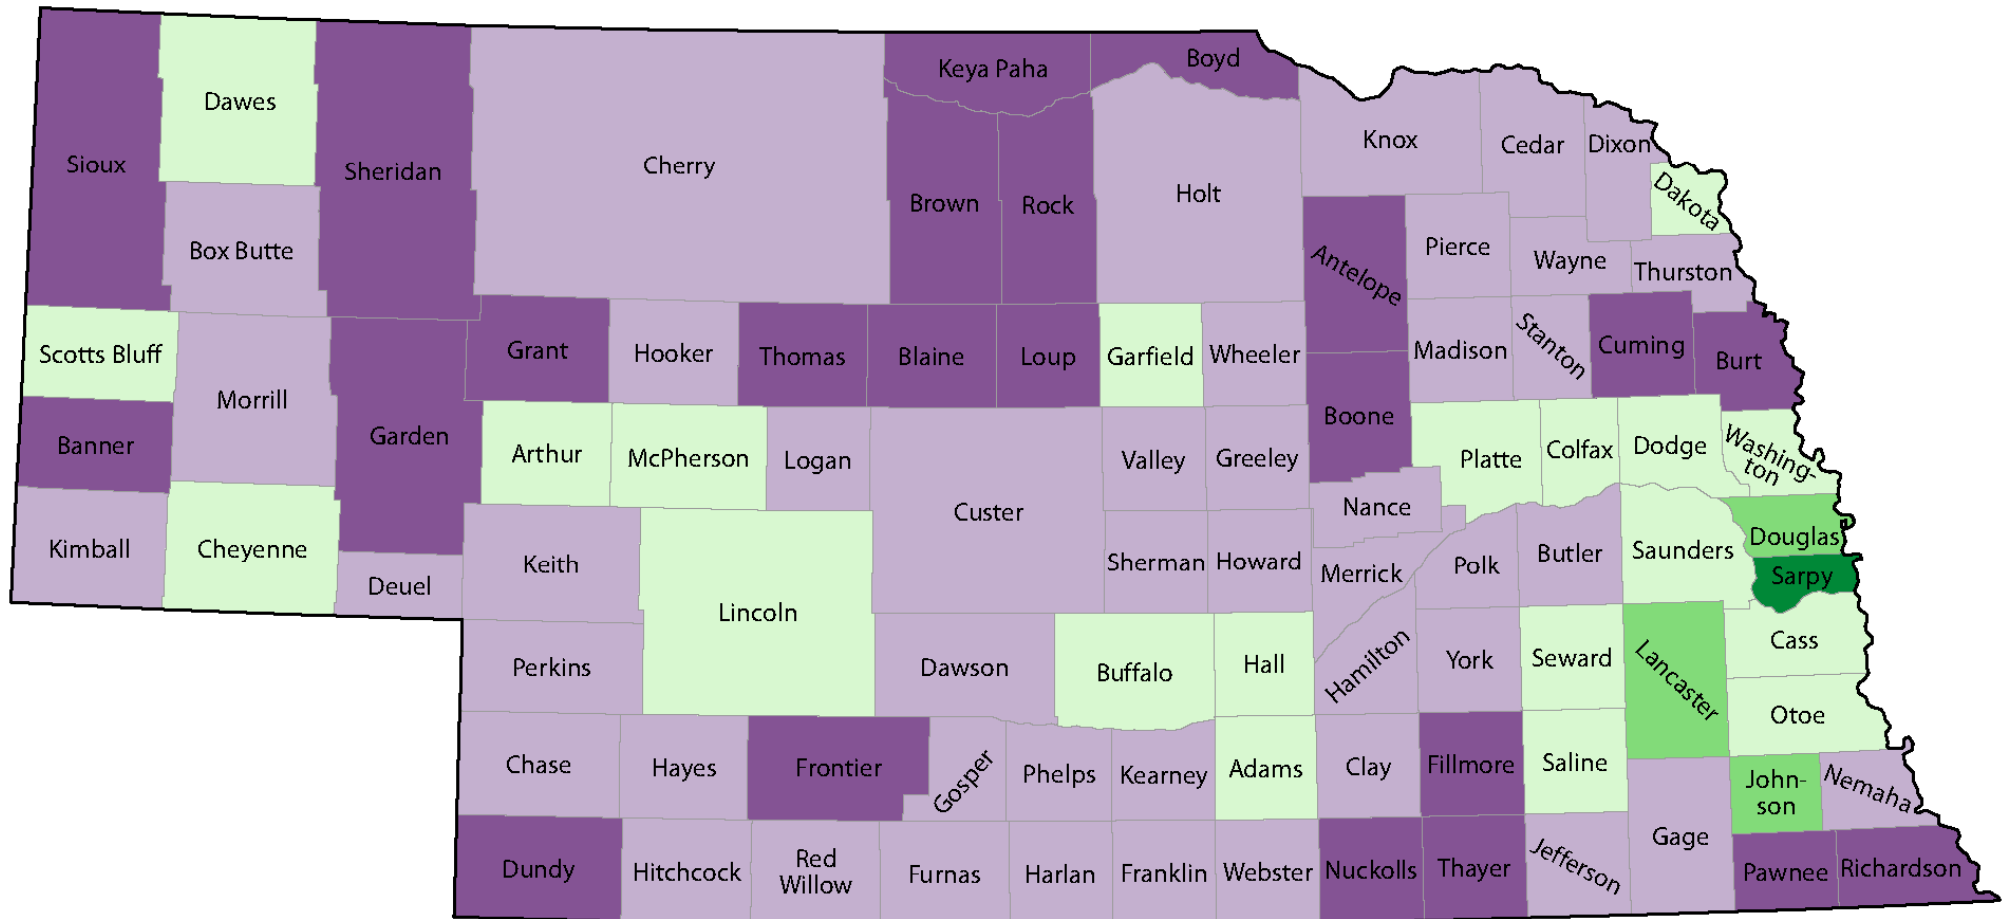 Keya Paha
Boyd
Dawes
Knox
Cedar
Dixon
Sioux
Sheridan
Cherry
Brown
Rock
Holt
Dakota
Box Butte
Antelope
Pierce
Wayne
Thurston
Scotts Bluff
Morrill
Garden
Grant
Hooker
Thomas
Blaine
Loup
Garfield
Wheeler
Madison
Stanton
Cuming
Burt
Banner
Boone
Arthur
McPherson
Logan
Custer
Valley
Greeley
Platte
Colfax
Dodge
Washing-
ton
Kimball
Cheyenne
Deuel
Keith
Lincoln
Sherman
Howard
Nance
Merrick
Polk
Butler
Saunders
Douglas
Sarpy
Perkins
Dawson
Buffalo
Hall
Hamilton
York
Seward
Lancaster
Cass
Otoe
Chase
Hayes
Frontier
Gosper
Phelps
Kearney
Adams
Clay
Fillmore
Saline
John-
son
Nemaha
Dundy
Hitchcock
Red
Willow
Furnas
Harlan
Franklin
Webster
Nuckolls
Thayer
Jefferson
Gage
Pawnee
Richardson